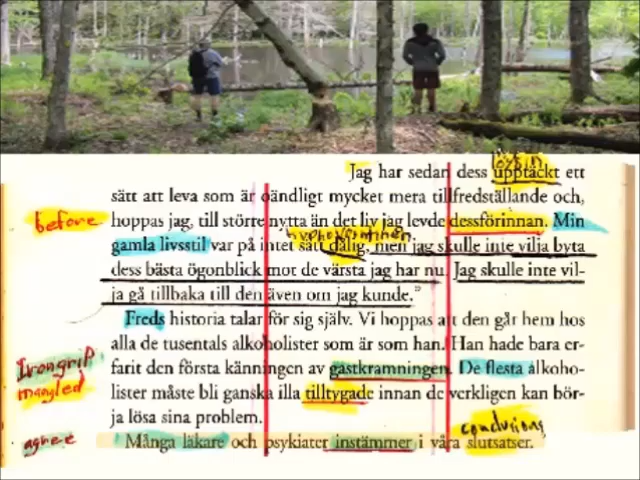 Jag har sedan dess upptäckt ett
sätt att leva som är oändligt mycket mera tillfredställande och,
before
hoppas jag, till större nytta än det liv jag levde dessförinnan. Min
gamla livsstil var på intet sätt dålig, men jag skulle inte vilja byta
dess bästa ögonblick mot de värsta jag har nu. Jag skulle inte vil-
ja gå tillbaka till den även om jag kunde."
Freds historia talar för sig själv. Vi hoppas att den går hem hos
alla de tusentals alkoholister som är som han. Han hade bara er-
Irongrip
farit den första känningen av gastkramningen. De flesta alkoho-
mangled
lister måste bli ganska illa tilltygade innan de verkligen kan bör-
ja lösa sina problem.
conclusions
agree
Många läkare och psykiater instämmer i våra slutsatser.